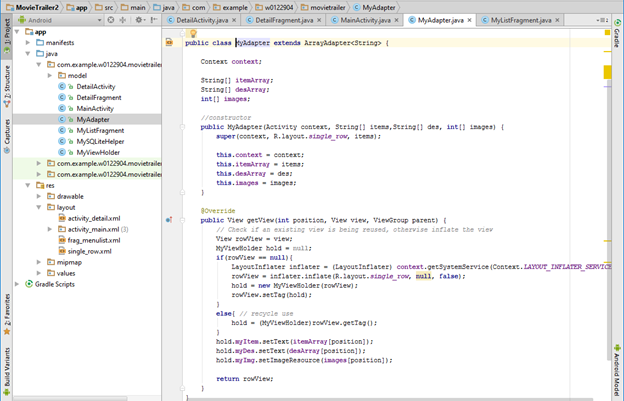 MovieTrailer2 app src main java com example w0122904 movietrailer MyAdapter
Android
DetailActivity.java DetailFragment.java MainActivity.java MyAdapter.java MyListFragment.java
1: Project
7: Structure
Captures
2: Favorites
Build Variants
app
manifests
java
com.example.w0122904.movietrailer
model
DetailActivity
DetailFragment
MainActivity
MyAdapter
MyListFragment
MySQLiteHelper
MyViewHolder
com.example.w0122904.movietrailer
com.example.w0122904.movietrailer
res
drawable
layout
activity_detail.xml
activity_main.xml (3)
frag_menulist.xml
single_row.xml
mipmap
values
Gradle Scripts
public class MyAdapter extends ArrayAdapter<String> {
Context context;
String[] itemArray;
String[] desArray;
int[] images;
//constructor
public MyAdapter(Activity context, String[] items,String[] des, int[] images) {
super(context, R.layout.single_row, items);
this.context = context;
this.itemArray = items;
this.desArray = des;
this.images = images;
}
@Override
public View getView(int position, View view, ViewGroup parent) {
// Check if an existing view is being reused, otherwise inflate the view
View rowView = view;
MyViewHolder hold = null;
if(rowView == null){
LayoutInflater inflater = (LayoutInflater) context.getSystemService(Context.LAYOUT_INFLATER_SERVICE
rowView = inflater.inflate(R.layout.single_row, null, false);
hold = new MyViewHolder(rowView);
rowView.setTag(hold);
}
else{ // recycle use
hold = (MyViewHolder)rowView.getTag();
}
hold.myItem.setText(itemArray[position]);
hold.myDes.setText(desArray[position]);
hold.myImg.setImageResource(images[position]);
return rowView;
}
}
Gradle
Android Model